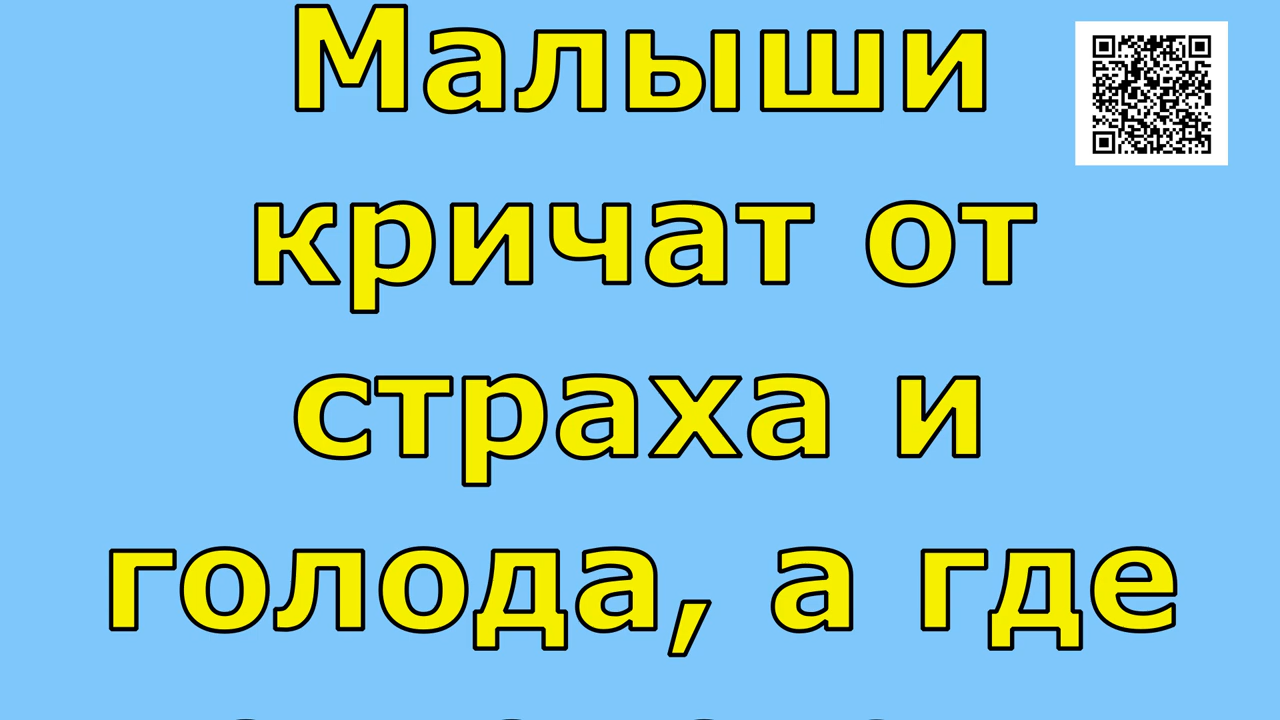 Малыши
кричат от
страха и
голода, а где